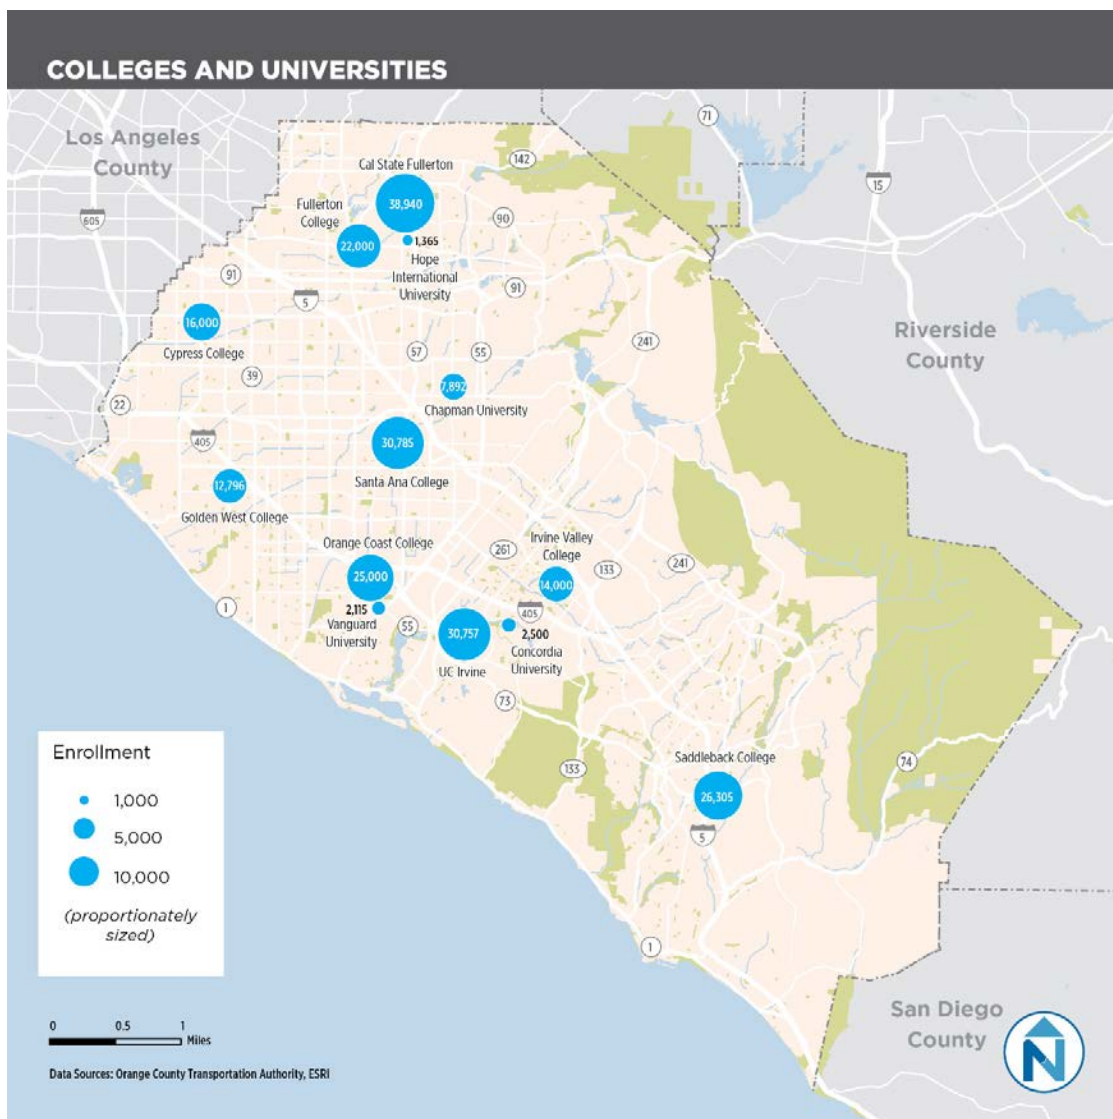 COLLEGES AND UNIVERSITIES
Los Angeles
County
71
142
15
605
Cal State Fullerton
38,940
Fullerton
College
22,000
1,365
Hope
International
University
90
91
5
91
16,000
Cypress College
57
55
241
Riverside
County
39
7,892
Chapman University
22
405
30,785
Santa Ana College
12,796
Golden West College
Orange Coast College
25,000
261
Irvine Valley
College
14,000
133
241
1
2,115
Vanguard
University
55
30,757
UC Irvine
405
2,500
Concordia
University
73
133
Saddleback College
26,305
74
5
1
Enrollment
1,000
5,000
10,000
(proportionately
sized)
San Diego
County
N
0 0.5 1
Miles
Data Sources: Orange County Transportation Authority, ESRI